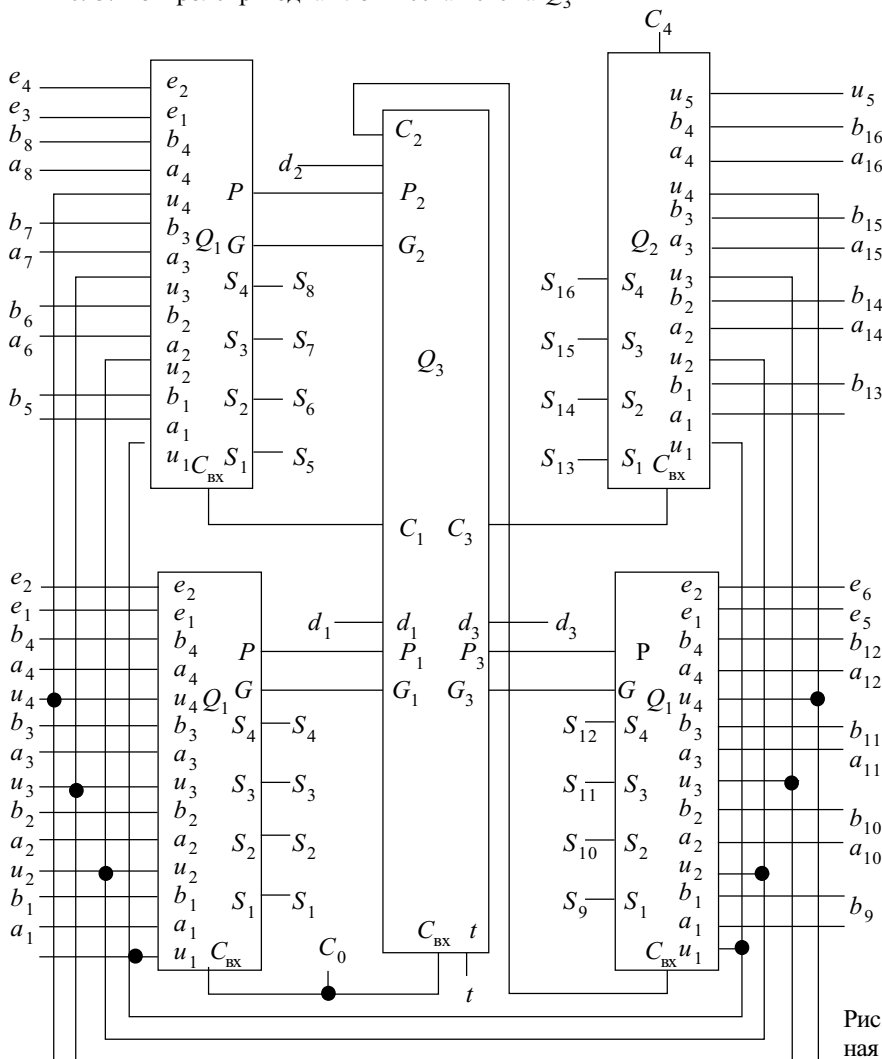 Q₃
C₄
e₄ e₂
e₃ e₁
b₈ b₄
a₈ a₄
u₄ P
b₇ b₃ Q₁ G
a₇ a₃
u₃ S₄ S₈
b₆ b₂
a₆ a₂ S₃ S₇
u₂
b₅ b₁ S₂ S₆
a₁
u₁ Cвх S₁ S₅
C₂
d₂
P₂
G₂
Q₃
C₁ C₃
d₁ d₁ d₃ d₃
P₁ P₃
G₁ G₃
Cвх t
t
u₅ u₅
b₄ b₁₆
a₄ a₁₆
u₄
b₃ b₁₅
Q₂ a₃ a₁₅
S₁₆ S₄ u₃
b₂ b₁₄
S₁₅ S₃ a₂ a₁₄
u₂
S₁₄ S₂ b₁ b₁₃
a₁
S₁₃ S₁ Cвх u₁
e₂ e₂
e₁ e₁
b₄ b₄
a₄ a₄ P
u₄ u₄ Q₁ G
b₃ b₃ S₄ S₄
a₃ a₃
u₃ u₃ S₃ S₃
b₂ b₂
a₂ a₂ S₂ S₂
u₂ u₂
b₁ b₁ S₁ S₁
a₁ a₁
u₁ Cвх C₀
e₂ e₆
e₁ e₅
P b₄ b₁₂
a₄ a₁₂
G Q₁ u₄
S₁₂ S₄ b₃ b₁₁
a₃ a₁₁
S₁₁ S₃ u₃
b₂ b₁₀
S₁₀ S₂ a₂ a₁₀
u₂
S₉ S₁ b₁ b₉
a₁
Cвх u₁
Рис
ная